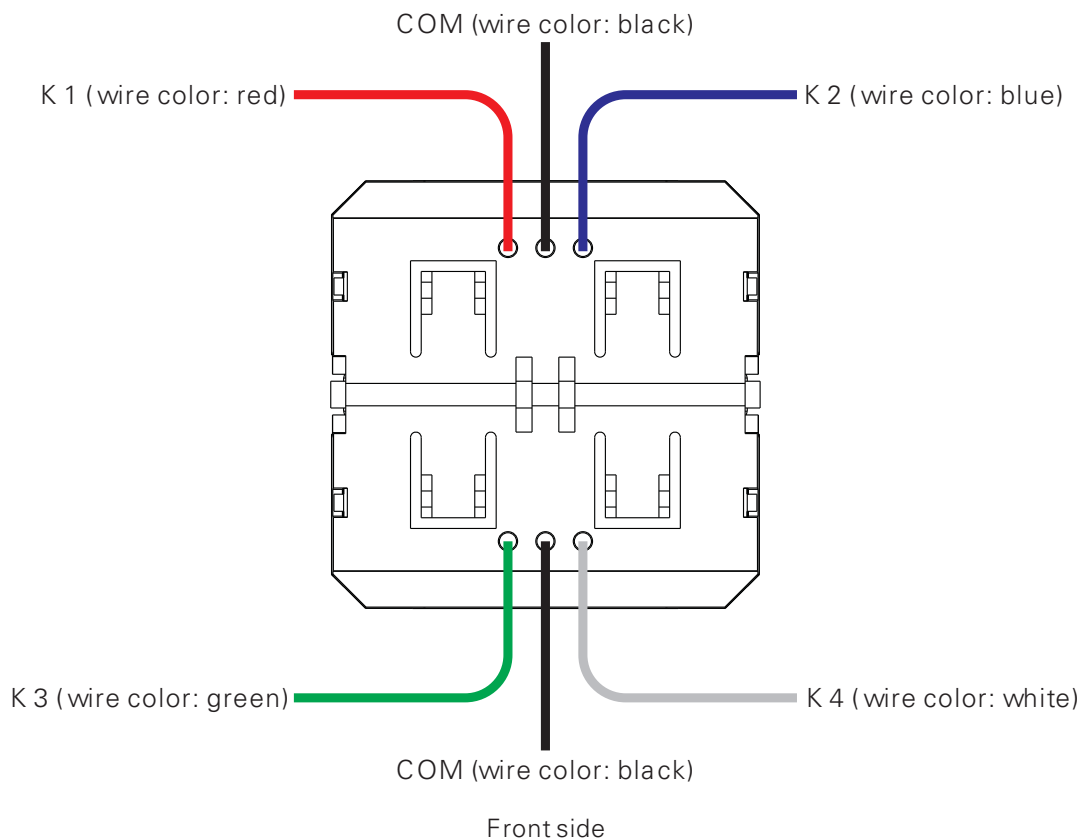 COM (wire color: black)
K 1 (wire color: red)
K 2 (wire color: blue)
K 3 (wire color: green)
K 4 (wire color: white)
COM (wire color: black)
Front side